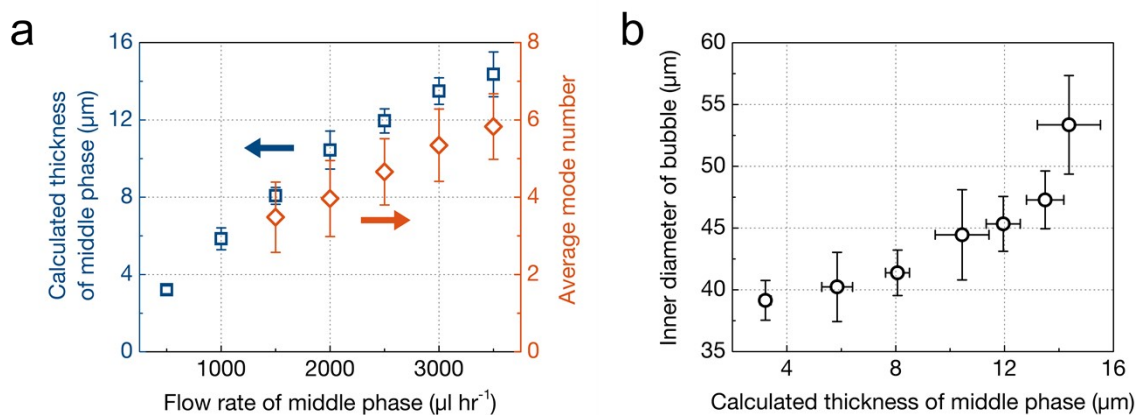 a
Calculated thickness
of middle phase (μm)
16
12
8
4
0
1000
2000
3000
Flow rate of middle phase (μl hr⁻¹)
8
6
4
2
0
Average mode number
b
Inner diameter of bubble (μm)
60
55
50
45
40
35
4
8
12
16
Calculated thickness of middle phase (μm)